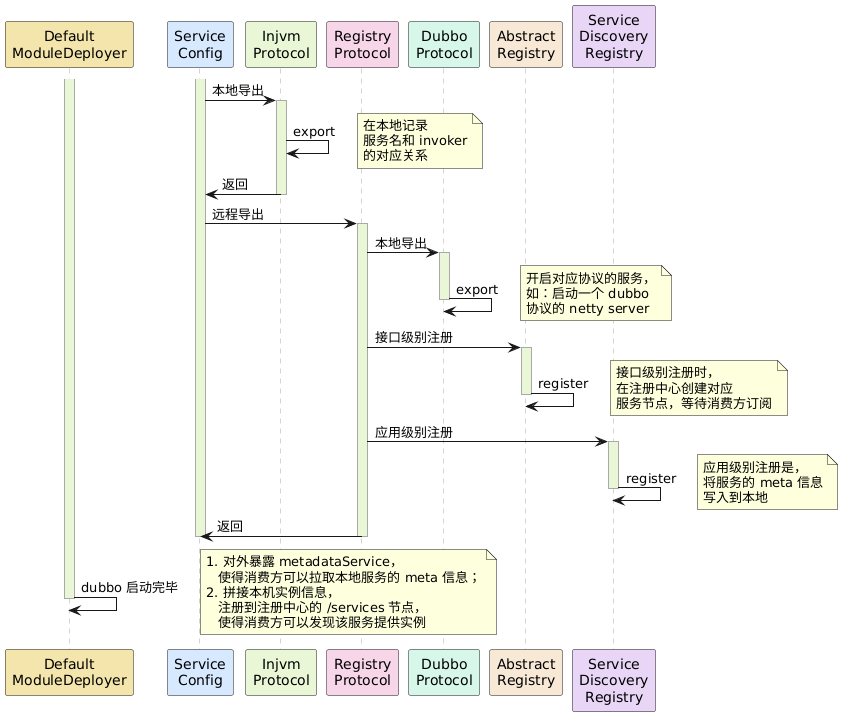 Default
ModuleDeployer
Service
Config
Injvm
Protocol
Registry
Protocol
Dubbo
Protocol
Abstract
Registry
Service
Discovery
Registry
本地导出
export
在本地记录
服务名和 invoker
的对应关系
返回
远程导出
本地导出
export
开启对应协议的服务，
如：启动一个 dubbo
协议的 netty server
接口级别注册
register
接口级别注册时，
在注册中心创建对应
服务节点，等待消费方订阅
应用级别注册
register
应用级别注册是，
将服务的 meta 信息
写入到本地
返回
dubbo 启动完毕
1. 对外暴露 metadataService，
使得消费方可以拉取本地服务的 meta 信息；
2. 拼接本机实例信息，
注册到注册中心的 /services 节点，
使得消费方可以发现该服务提供实例
Default
ModuleDeployer
Service
Config
Injvm
Protocol
Registry
Protocol
Dubbo
Protocol
Abstract
Registry
Service
Discovery
Registry